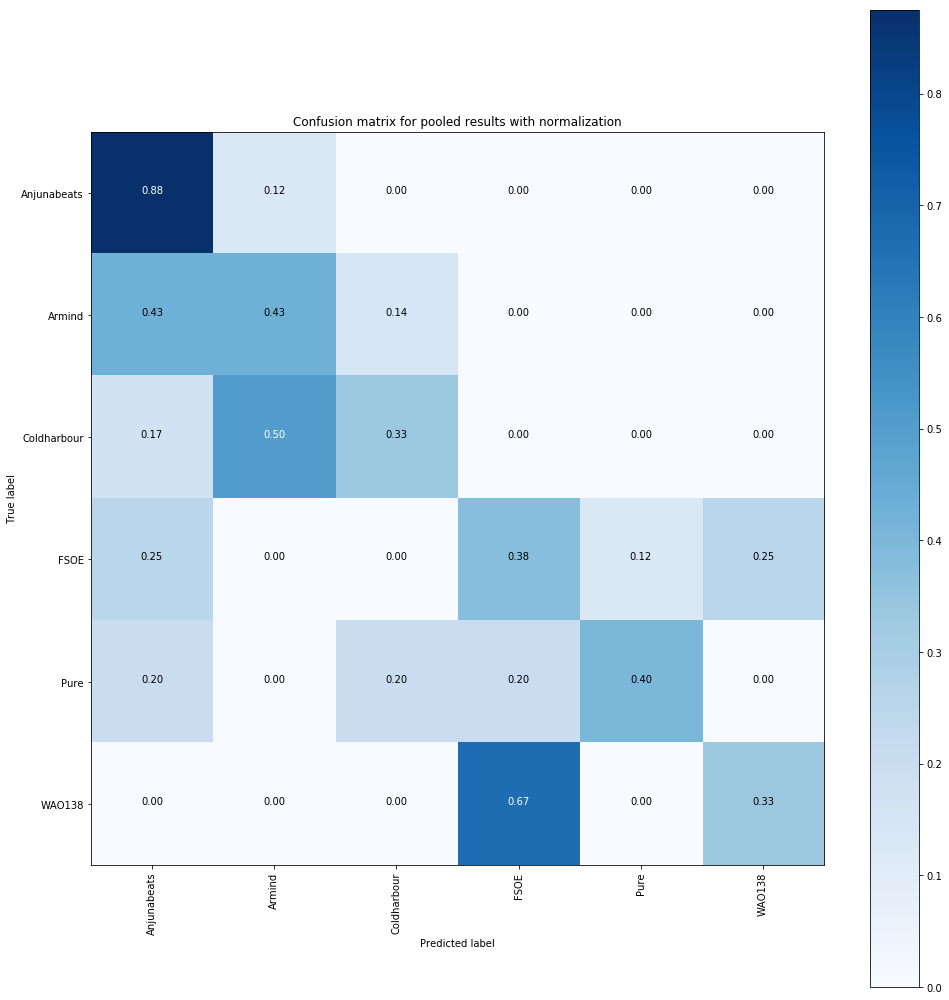 Confusion matrix for pooled results with normalization
True label
Anjunabeats 0.88 0.12 0.00 0.00 0.00 0.00
Armind 0.43 0.43 0.14 0.00 0.00 0.00
Coldharbour 0.17 0.50 0.33 0.00 0.00 0.00
FSOE 0.25 0.00 0.00 0.38 0.12 0.25
Pure 0.20 0.00 0.20 0.20 0.40 0.00
WAO138 0.00 0.00 0.00 0.67 0.00 0.33
Anjunabeats Armind Coldharbour FSOE Pure WAO138
Predicted label
0.8
0.7
0.6
0.5
0.4
0.3
0.2
0.1
0.0